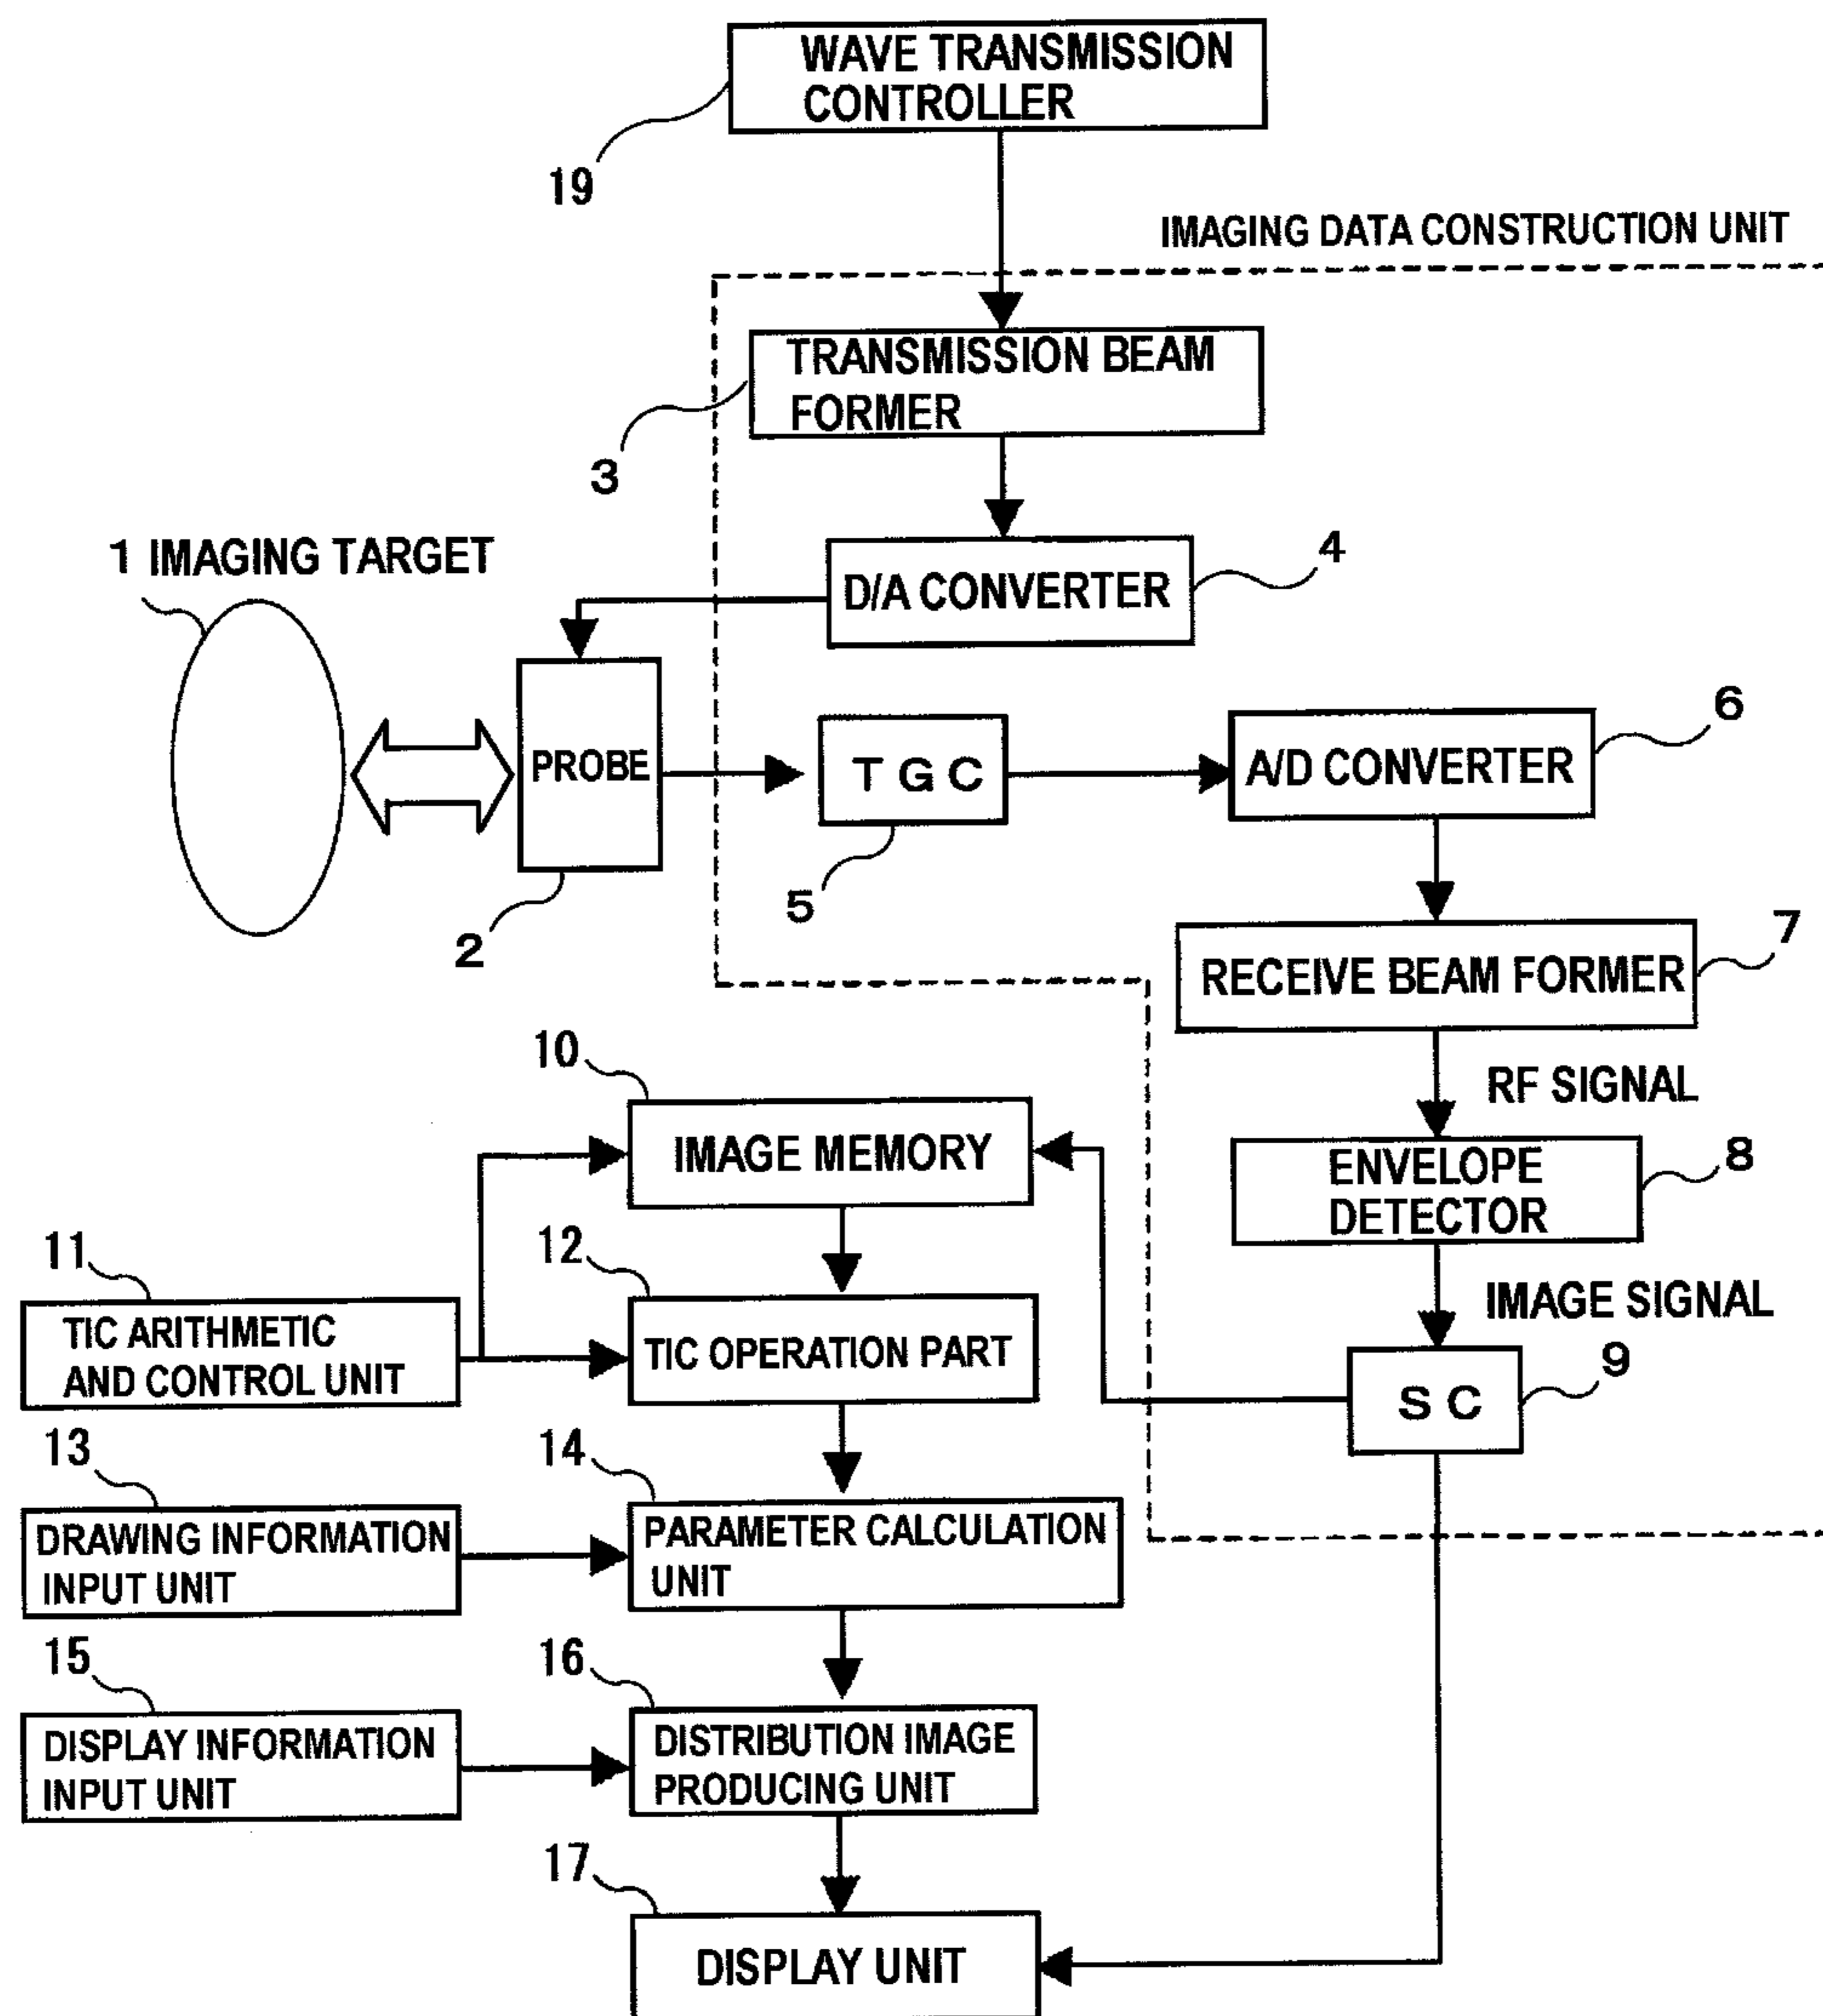 WAVE TRANSMISSION
CONTROLLER
19
IMAGING DATA CONSTRUCTION UNIT
TRANSMISSION BEAM
FORMER
3
D/A CONVERTER
4
1 IMAGING TARGET
PROBE
2
T G C
5
A/D CONVERTER
6
RECEIVE BEAM FORMER
7
RF SIGNAL
ENVELOPE
DETECTOR
8
IMAGE SIGNAL
S C
9
10
IMAGE MEMORY
11
TIC ARITHMETIC
AND CONTROL UNIT
12
TIC OPERATION PART
13
DRAWING INFORMATION
INPUT UNIT
14
PARAMETER CALCULATION
UNIT
15
DISPLAY INFORMATION
INPUT UNIT
16
DISTRIBUTION IMAGE
PRODUCING UNIT
17
DISPLAY UNIT